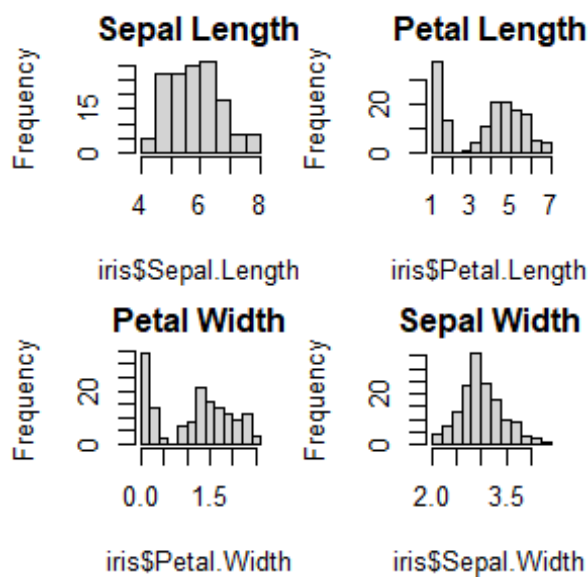 Sepal Length
Frequency
0 15
4 6 8
iris$Sepal.Length
Petal Length
Frequency
0 20
1 3 5 7
iris$Petal.Length
Petal Width
Frequency
0 20
0.0 1.5
iris$Petal.Width
Sepal Width
Frequency
0 20
2.0 3.5
iris$Sepal.Width